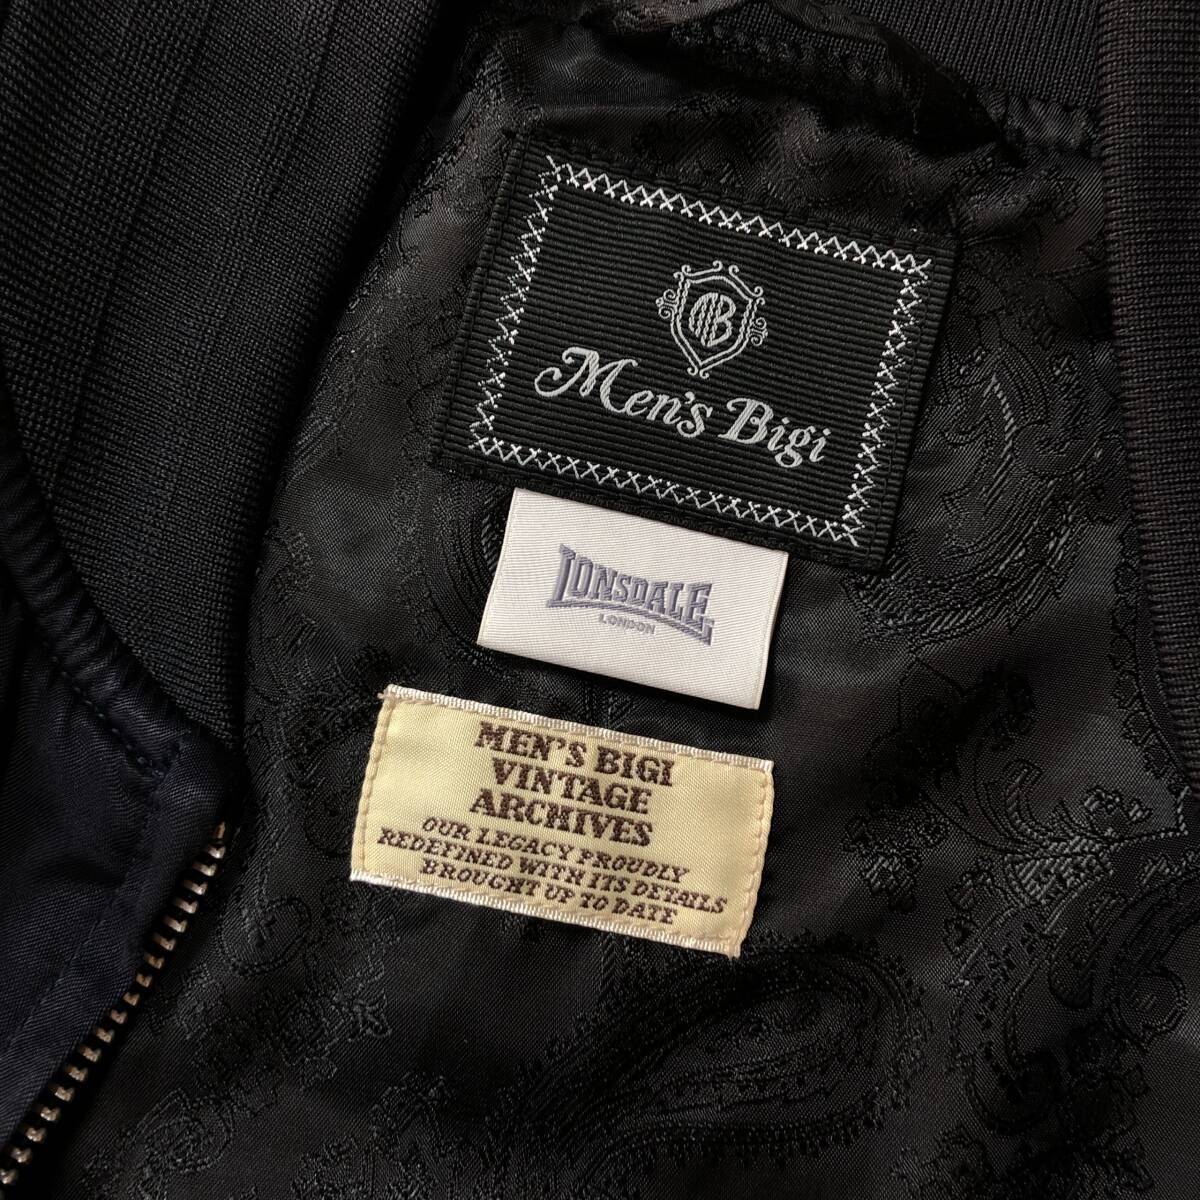 MB
Men's Bigi
LONSDALE
LONDON
MEN'S BIGI
VINTAGE
ARCHIVES
OUR LEGACY PROUDLY
REDEFINED WITH ITS DETAILS
BROUGHT UP TO DATE